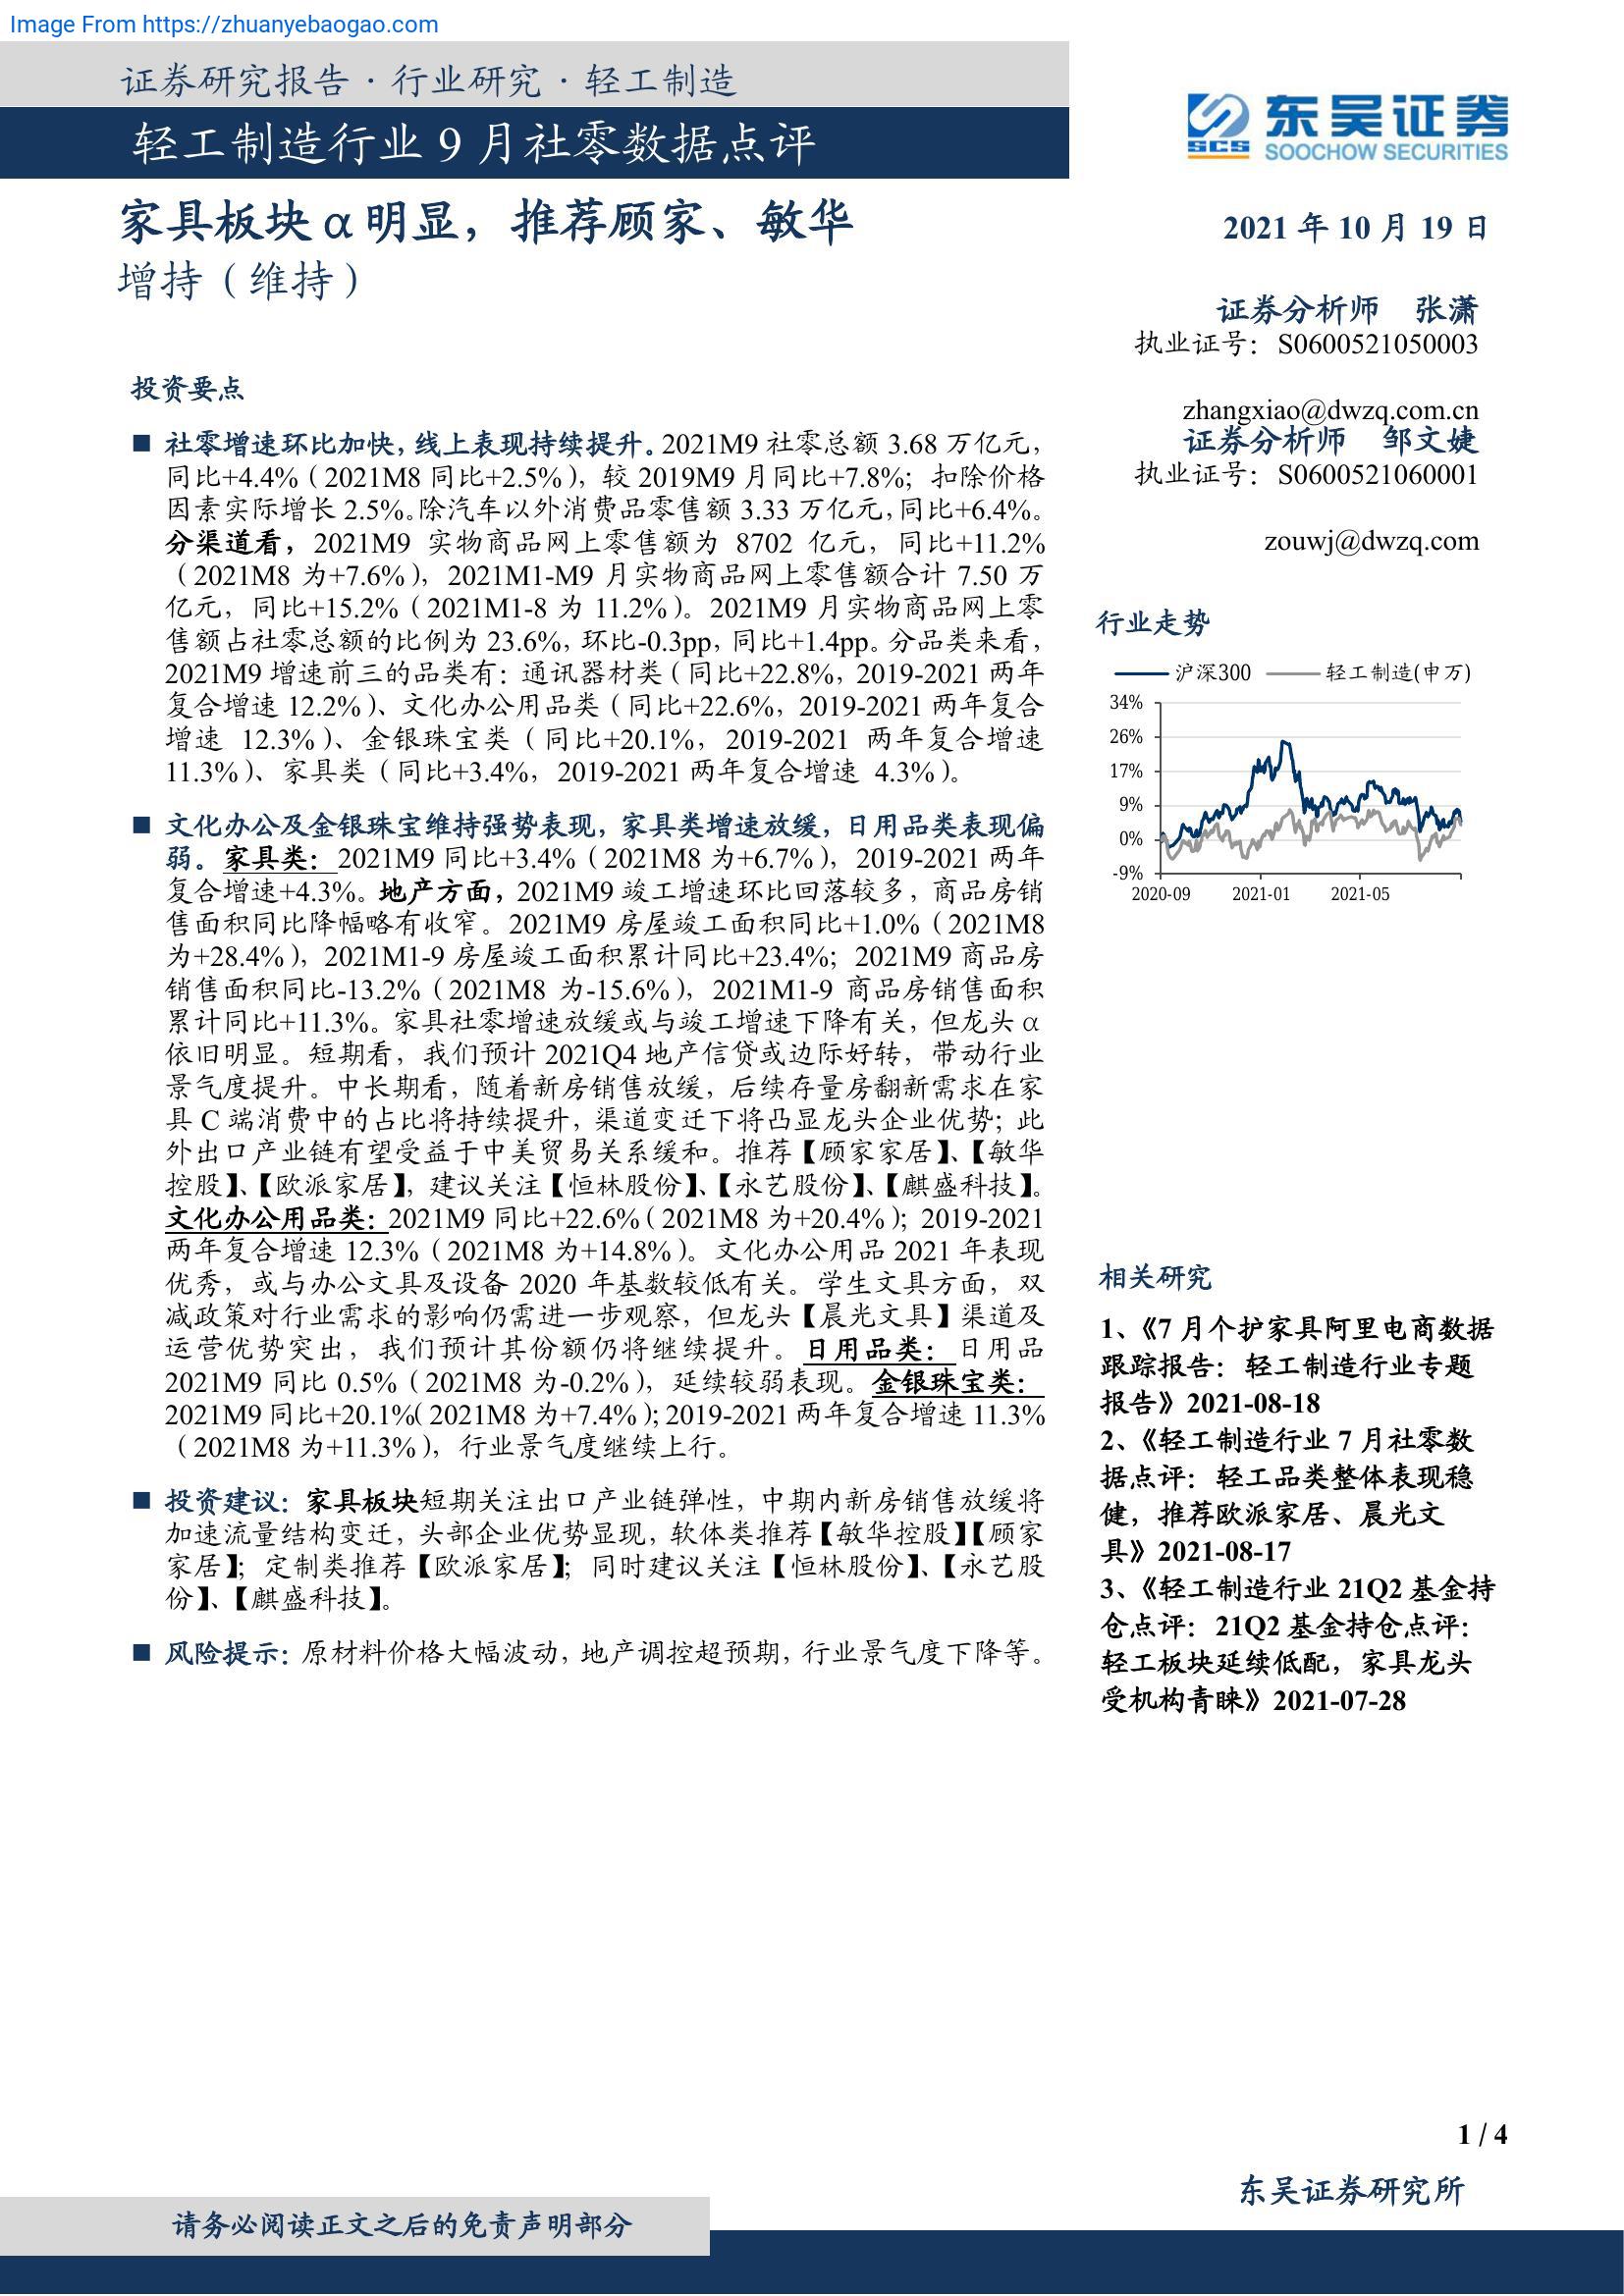 Image From https://zhuanyebaogao.com
证券研究报告·行业研究·轻工制造
轻工制造行业 9 月社零数据点评
东吴证券
SCS
SOOCHOW SECURITIES
家具板块 α 明显，推荐顾家、敏华
增持（维持）
2021 年 10 月 19 日
证券分析师 张潇
执业证号：S0600521050003
zhangxiao@dwzq.com.cn
证券分析师 邹文婕
执业证号：S0600521060001
zouwj@dwzq.com
投资要点
■ 社零增速环比加快，线上表现持续提升。2021M9 社零总额 3.68 万亿元，
同比+4.4%（2021M8 同比+2.5%），较 2019M9 月同比+7.8%；扣除价格
因素实际增长 2.5%。除汽车以外消费品零售额 3.33 万亿元，同比+6.4%。
分渠道看，2021M9 实物商品网上零售额为 8702 亿元，同比+11.2%
（2021M8 为+7.6%），2021M1-M9 月实物商品网上零售额合计 7.50 万
亿元，同比+15.2%（2021M1-8 为 11.2%）。2021M9 月实物商品网上零
售额占社零总额的比例为 23.6%，环比-0.3pp，同比+1.4pp。分品类来看，
2021M9 增速前三的品类有：通讯器材类（同比+22.8%，2019-2021 两年
复合增速 12.2%）、文化办公用品类（同比+22.6%，2019-2021 两年复合
增速 12.3%）、金银珠宝类（同比+20.1%，2019-2021 两年复合增速
11.3%）、家具类（同比+3.4%，2019-2021 两年复合增速 4.3%）。
■ 文化办公及金银珠宝维持强势表现，家具类增速放缓，日用品类表现偏
弱。家具类：2021M9 同比+3.4%（2021M8 为+6.7%），2019-2021 两年
复合增速+4.3%。地产方面，2021M9 竣工增速环比回落较多，商品房销
售面积同比降幅略有收窄。2021M9 房屋竣工面积同比+1.0%（2021M8
为+28.4%），2021M1-9 房屋竣工面积累计同比+23.4%；2021M9 商品房
销售面积同比-13.2%（2021M8 为-15.6%），2021M1-9 商品房销售面积
累计同比+11.3%。家具社零增速放缓或与竣工增速下降有关，但龙头 α
依旧明显。短期看，我们预计 2021Q4 地产信贷或边际好转，带动行业
景气度提升。中长期看，随着新房销售放缓，后续存量房翻新需求在家
具 C 端消费中的占比将持续提升，渠道变迁下将凸显龙头企业优势；此
外出口产业链有望受益于中美贸易关系缓和。推荐【顾家家居】、【敏华
控股】、【欧派家居】，建议关注【恒林股份】、【永艺股份】、【麒盛科技】。
文化办公用品类：2021M9 同比+22.6%（2021M8 为+20.4%）；2019-2021
两年复合增速 12.3%（2021M8 为+14.8%）。文化办公用品 2021 年表现
优秀，或与办公文具及设备 2020 年基数较低有关。学生文具方面，双
减政策对行业需求的影响仍需进一步观察，但龙头【晨光文具】渠道及
运营优势突出，我们预计其份额仍将继续提升。日用品类：日用品
2021M9 同比 0.5%（2021M8 为-0.2%），延续较弱表现。金银珠宝类：
2021M9 同比+20.1%（2021M8 为+7.4%）；2019-2021 两年复合增速 11.3%
（2021M8 为+11.3%），行业景气度继续上行。
■ 投资建议：家具板块短期关注出口产业链弹性，中期内新房销售放缓将
加速流量结构变迁，头部企业优势显现，软体类推荐【敏华控股】【顾家
家居】；定制类推荐【欧派家居】；同时建议关注【恒林股份】、【永艺股
份】、【麒盛科技】。
■ 风险提示：原材料价格大幅波动，地产调控超预期，行业景气度下降等。
行业走势
沪深300 轻工制造(申万)
34%
26%
17%
9%
0%
-9%
2020-09 2021-01 2021-05
相关研究
1、《7 月个护家具阿里电商数据
跟踪报告：轻工制造行业专题
报告》2021-08-18
2、《轻工制造行业 7 月社零数
据点评：轻工品类整体表现稳
健，推荐欧派家居、晨光文
具》2021-08-17
3、《轻工制造行业 21Q2 基金持
仓点评：21Q2 基金持仓点评：
轻工板块延续低配，家具龙头
受机构青睐》2021-07-28
1 / 4
东吴证券研究所
请务必阅读正文之后的免责声明部分